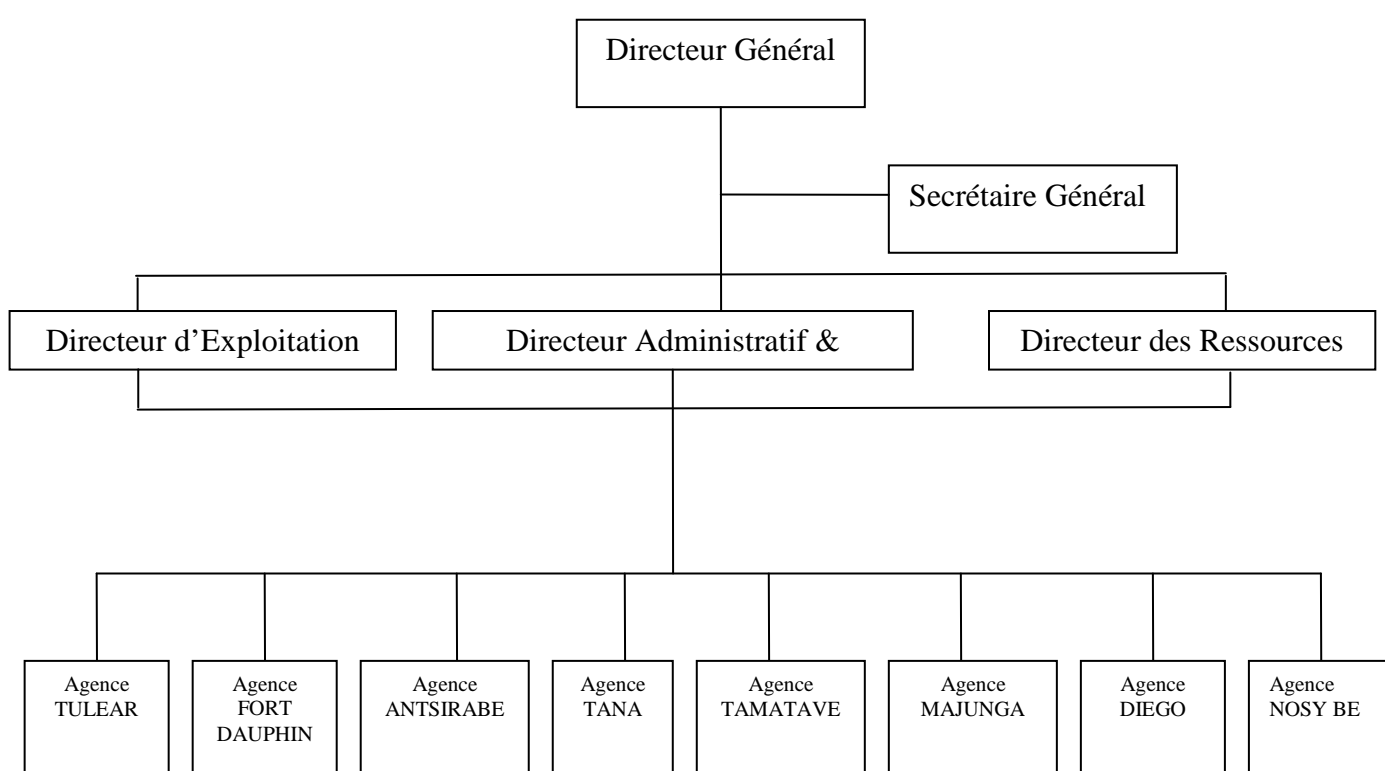 Directeur Général
Secrétaire Général
Directeur d’Exploitation
Directeur Administratif &
Directeur des Ressources
Agence
TULEAR
Agence
FORT
DAUPHIN
Agence
ANTSIRABE
Agence
TANA
Agence
TAMATAVE
Agence
MAJUNGA
Agence
DIEGO
Agence
NOSY BE